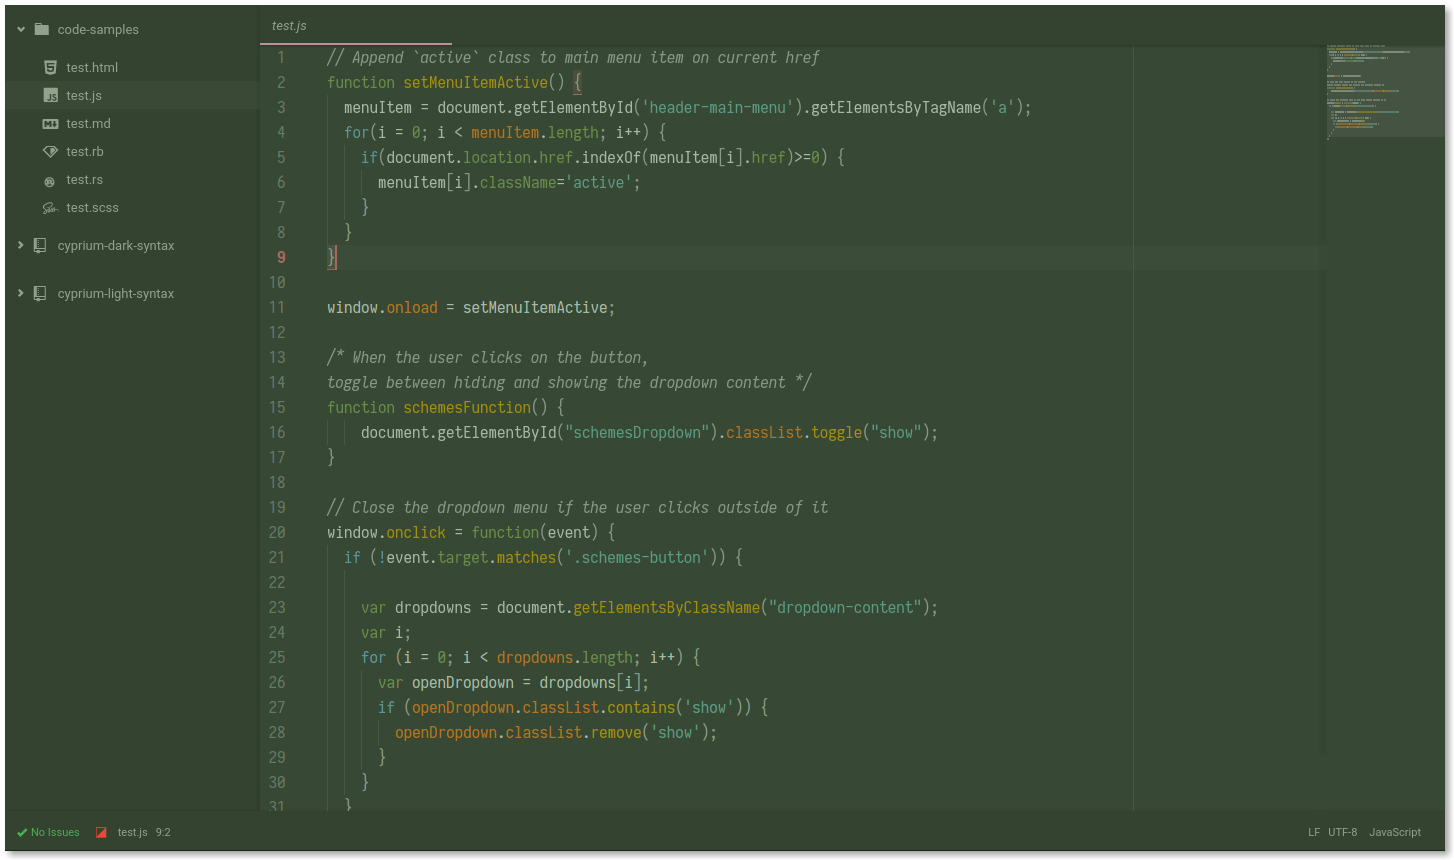 code-samples
test.html
test.js
test.md
test.rb
test.rs
test.scss
cyprium-dark-syntax
cyprium-light-syntax
test.js
1 // Append `active` class to main menu item on current href
2 function setMenuItemActive() {
3   menuItem = document.getElementById('header-main-menu').getElementsByTagName('a');
4   for(i = 0; i < menuItem.length; i++) {
5     if(document.location.href.indexOf(menuItem[i].href)>=0) {
6       menuItem[i].className='active';
7     }
8   }
9 }
10
11 window.onload = setMenuItemActive;
12
13 /* When the user clicks on the button,
14 toggle between hiding and showing the dropdown content */
15 function schemesFunction() {
16     document.getElementById("schemesDropdown").classList.toggle("show");
17 }
18
19 // Close the dropdown menu if the user clicks outside of it
20 window.onclick = function(event) {
21   if (!event.target.matches('.schemes-button')) {
22
23     var dropdowns = document.getElementsByClassName("dropdown-content");
24     var i;
25     for (i = 0; i < dropdowns.length; i++) {
26       var openDropdown = dropdowns[i];
27       if (openDropdown.classList.contains('show')) {
28         openDropdown.classList.remove('show');
29       }
30     }
31   }
No Issues test.js 9:2 LF UTF-8 JavaScript